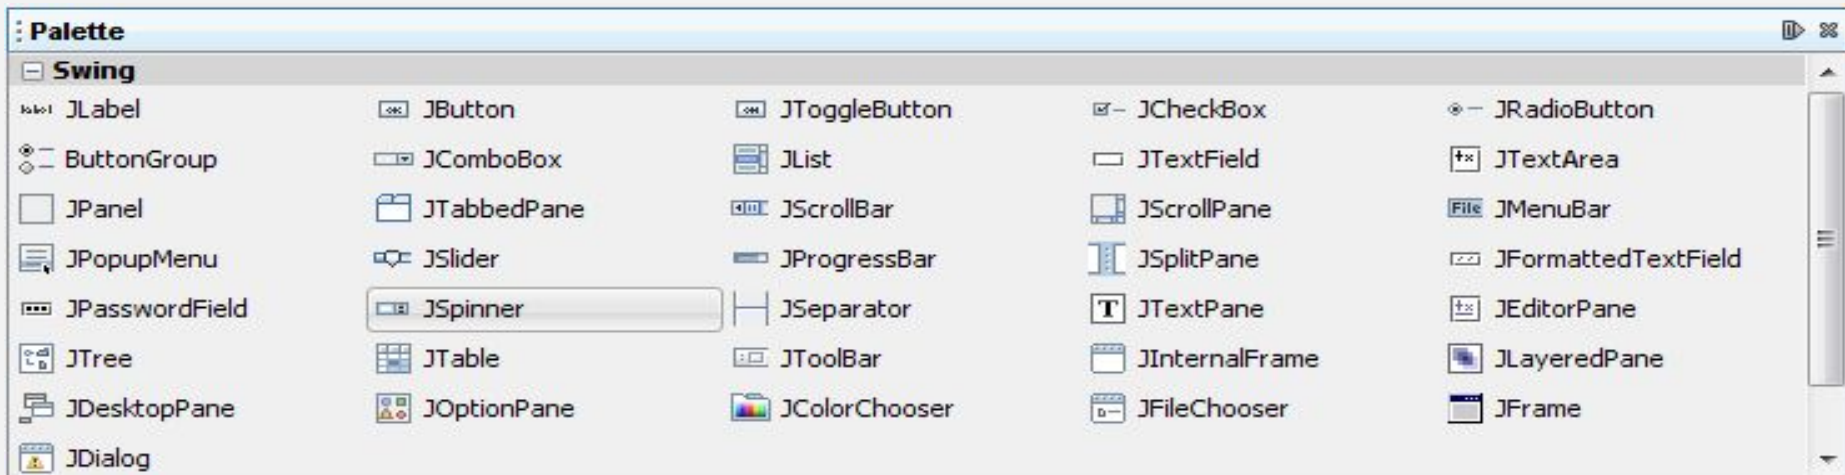 Palette
Swing
label JLabel JButton JToggleButton JCheckBox JRadioButton
ButtonGroup JComboBox JList JTextField JTextArea
JPanel JTabbedPane JScrollBar JScrollPane File JMenuBar
JPopupMenu JSlider JProgressBar JSplitPane JFormattedTextField
JPasswordField JSpinner JSeparator T JTextPane JEditorPane
JTree JTable JToolBar JInternalFrame JLayeredPane
JDesktopPane JOptionPane JColorChooser JFileChooser JFrame
JDialog